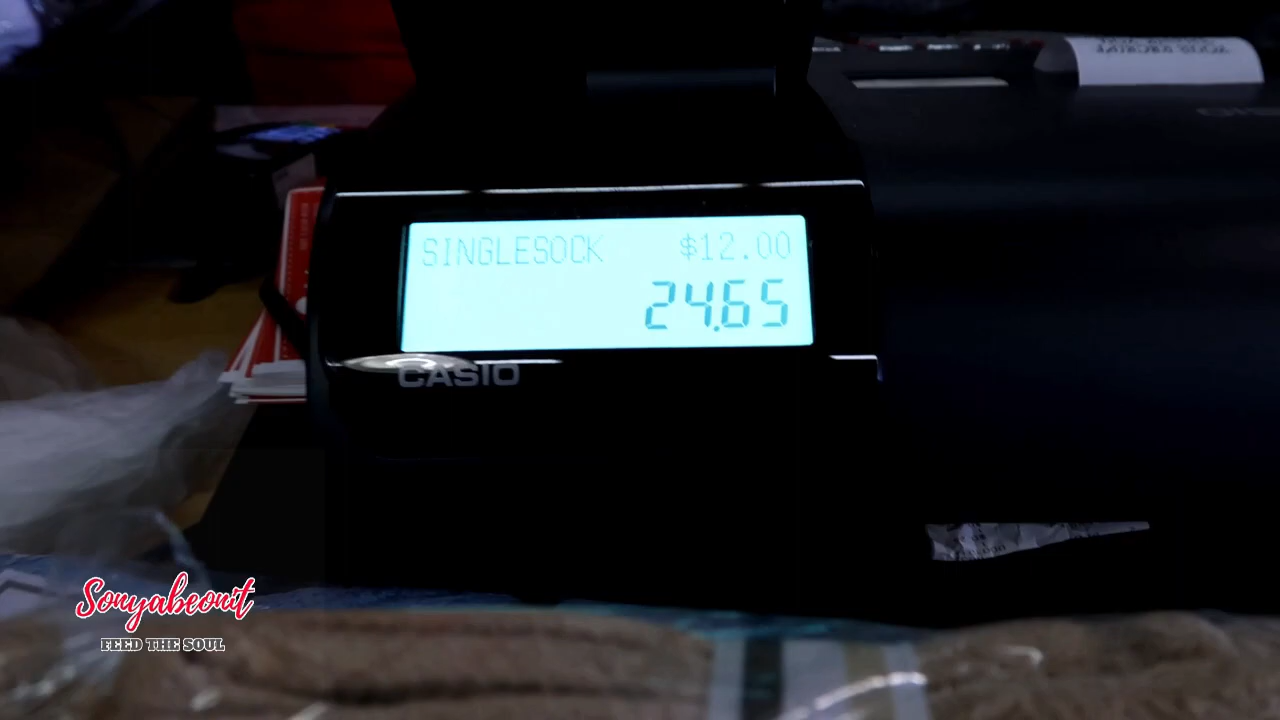 SINGLESOCK $12.00
24.65
CASIO
Sonyabeonit
FEED THE SOUL